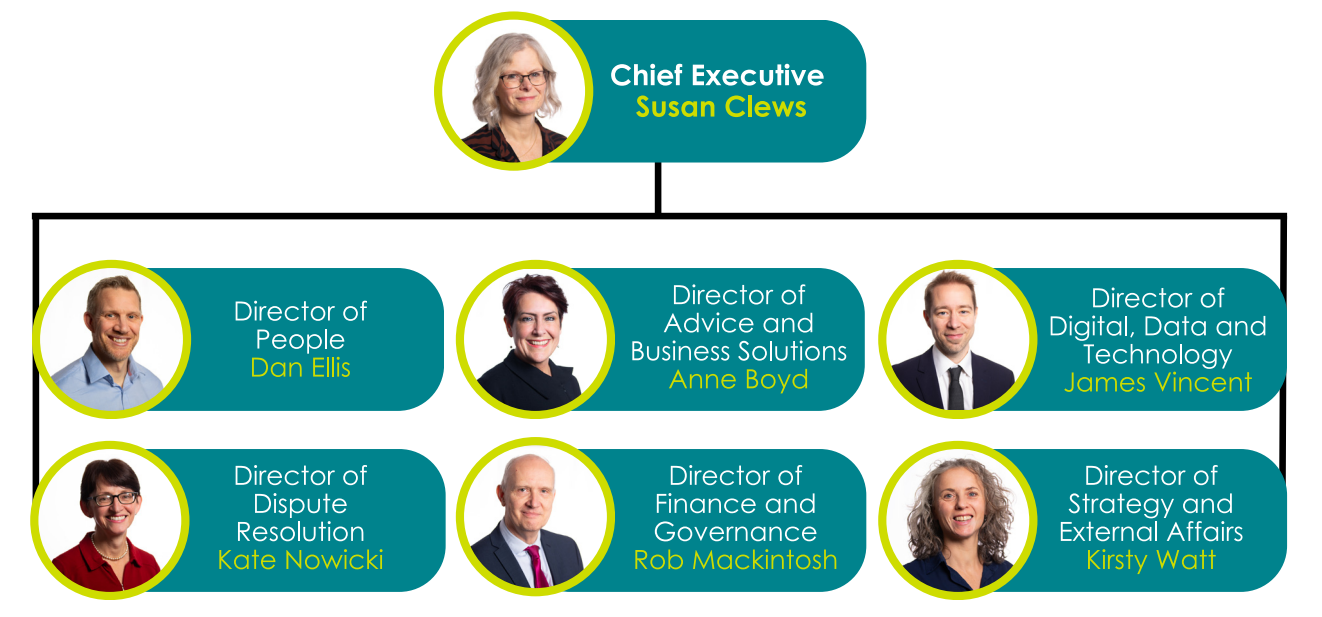 Chief Executive
Susan Clews
Director of
People
Dan Ellis
Director of
Advice and
Business Solutions
Anne Boyd
Director of
Digital, Data and
Technology
James Vincent
Director of
Dispute
Resolution
Kate Nowicki
Director of
Finance and
Governance
Rob Mackintosh
Director of
Strategy and
External Affairs
Kirsty Watt